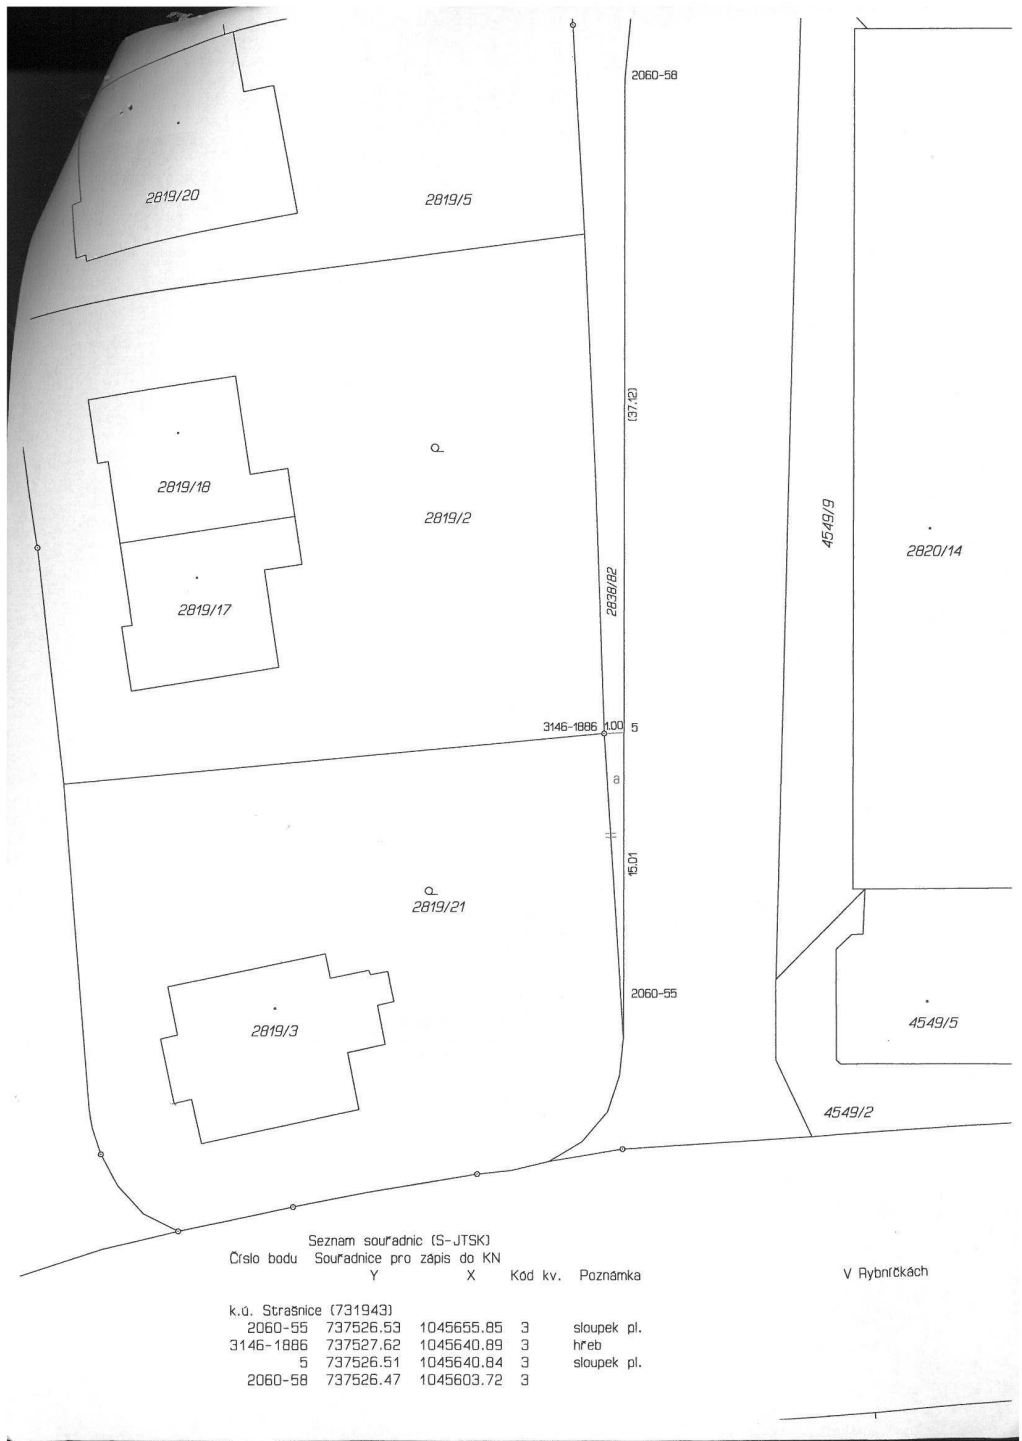 2060-58
2819/20
2819/5
(37.12)
2819/18
2819/2
4549/9
2820/14
2838/82
2819/17
3146-1886 1.00 5
a
15.01
2819/21
2060-55
2819/3
4549/5
4549/2
Seznam souřadnic (S-JTSK)
Číslo bodu Souřadnice pro zápis do KN
Y X Kód kv. Poznámka
V Rybníčkách
k.ú. Strašnice (731943)
2060-55 737526.53 1045655.85 3 sloupek pl.
3146-1886 737527.62 1045640.89 3 hřeb
5 737526.51 1045640.84 3 sloupek pl.
2060-58 737526.47 1045603.72 3